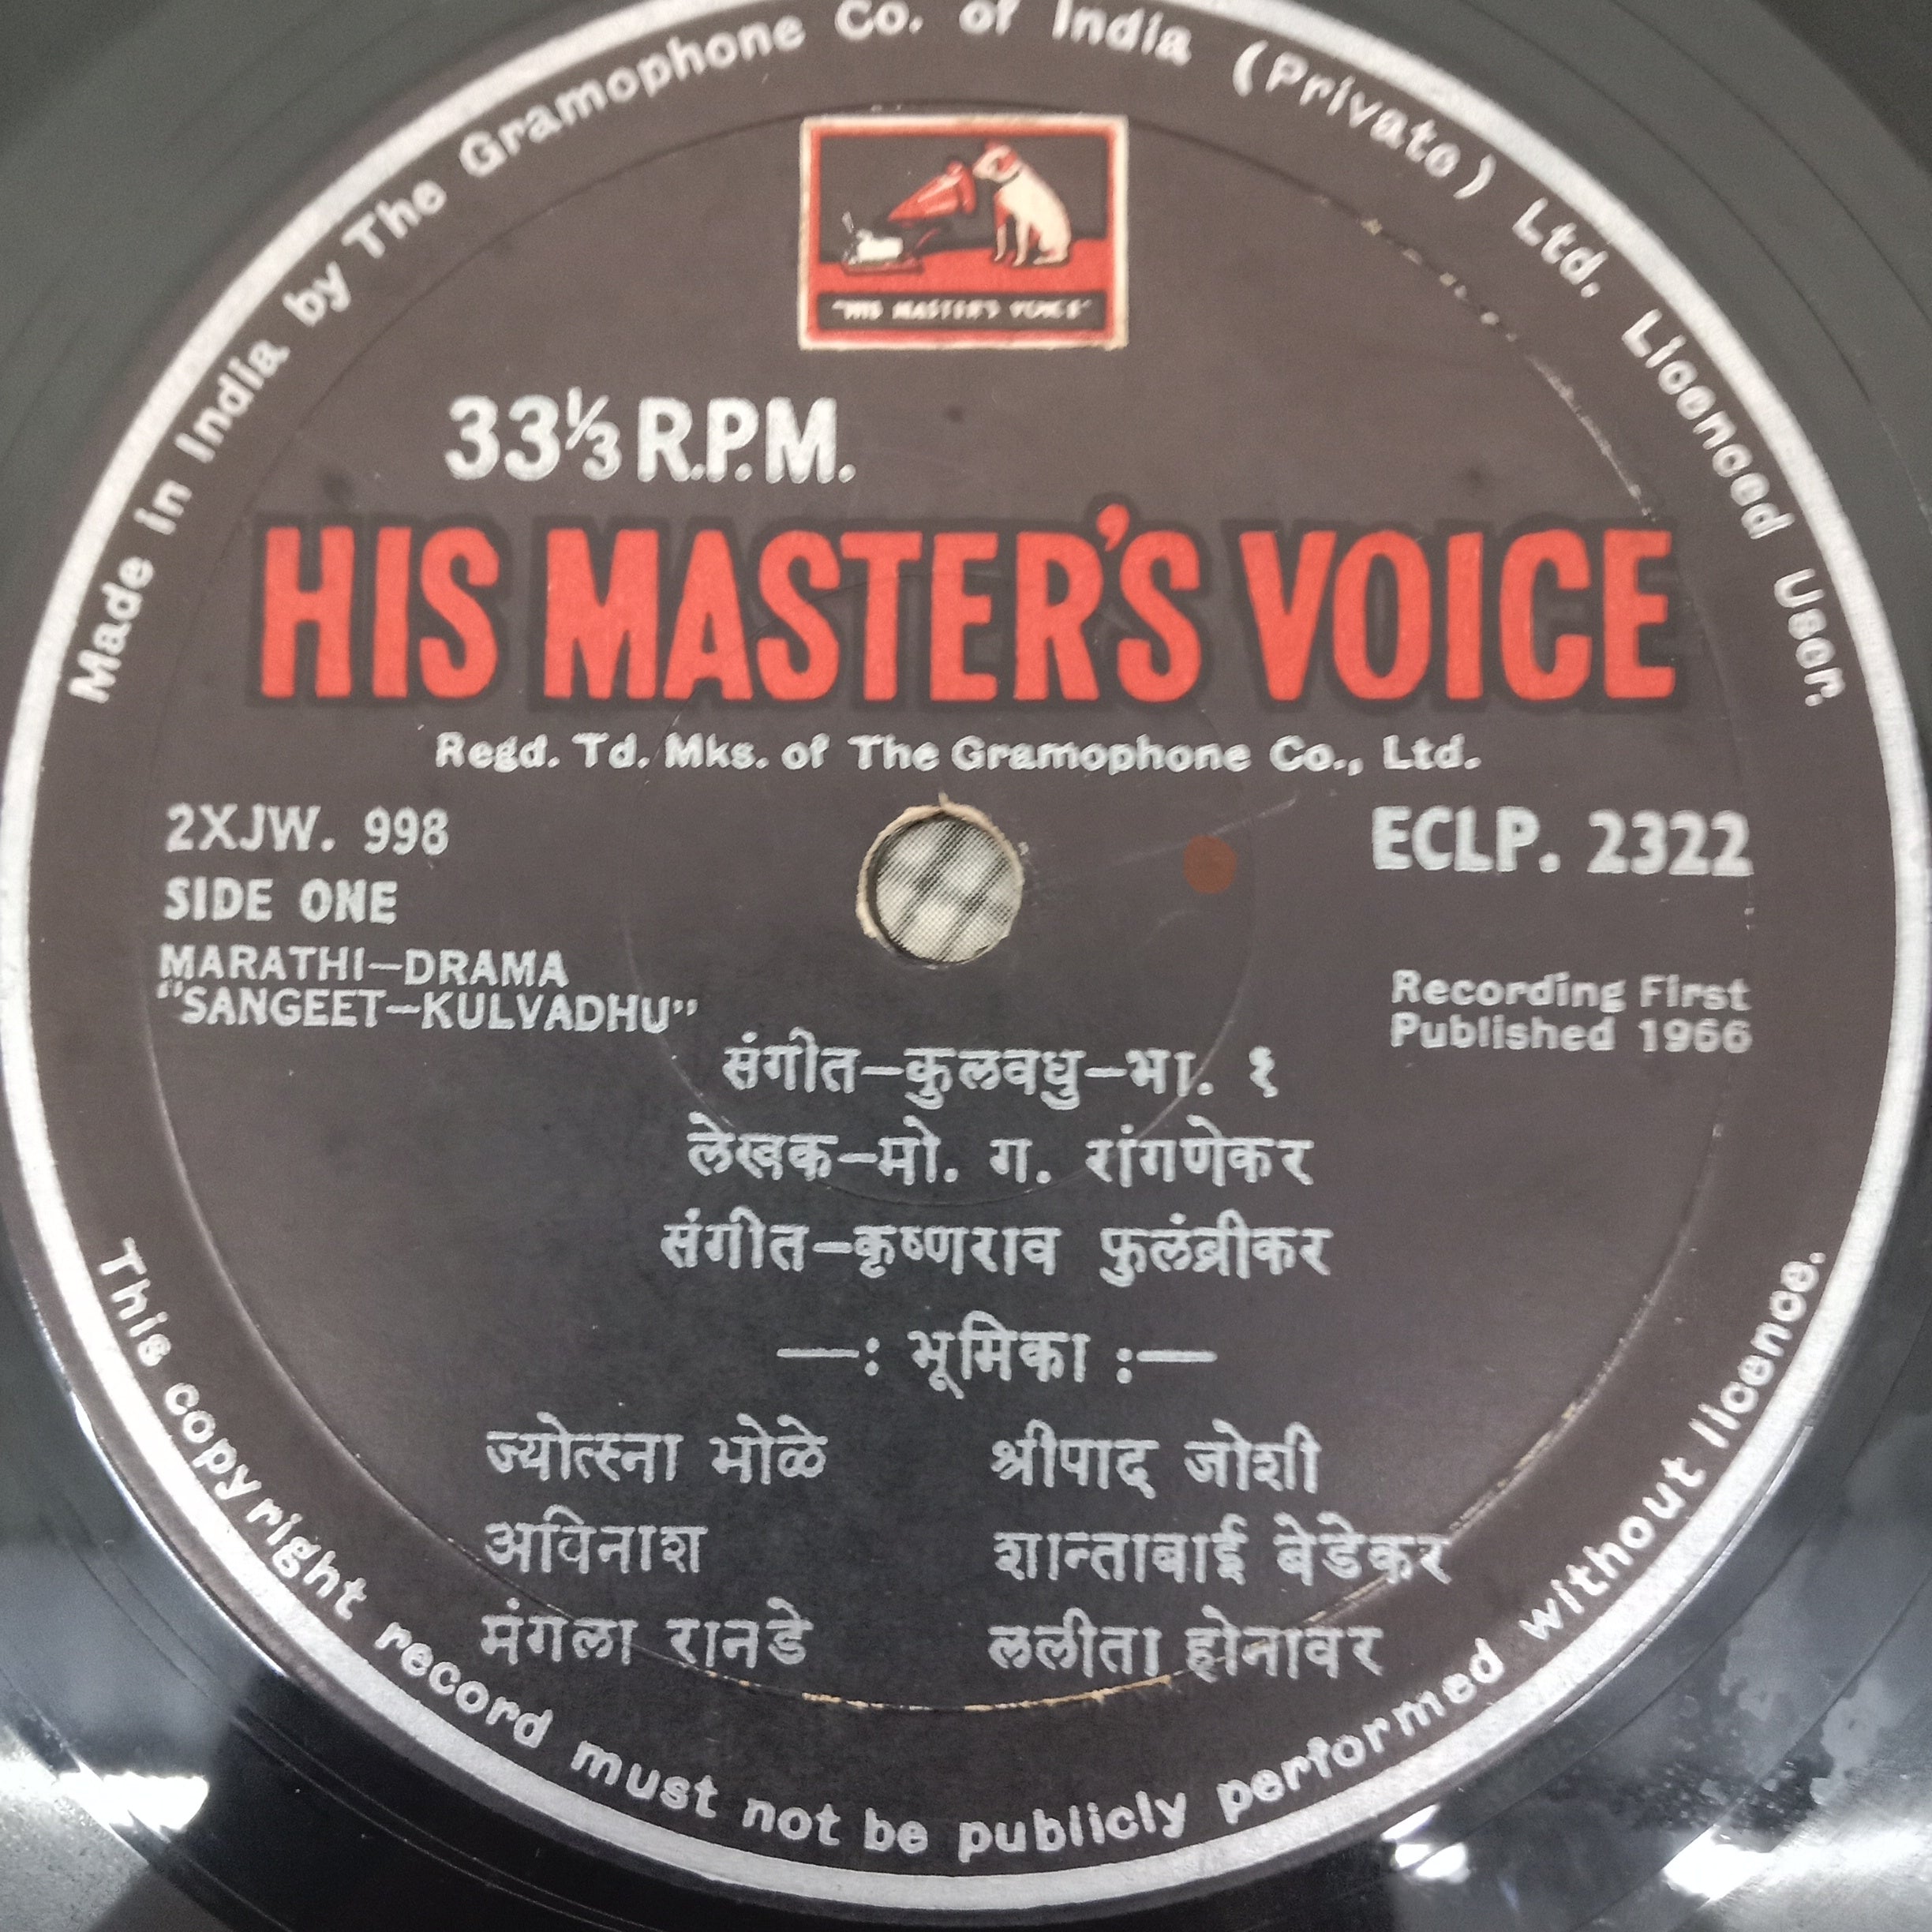 Made in India by The Gramophone Co. of India (Private) Ltd. Licenced User.
"HIS MASTER'S VOICE"
33⅓ R.P.M.
HIS MASTER'S VOICE
Regd. Td. Mks. of The Gramophone Co., Ltd.
2XJW. 998
ECLP. 2322
SIDE ONE
MARATHI—DRAMA
"SANGEET—KULVADHU"
Recording First
Published 1966
संगीत—कुलवधु—भा. १
लेखक—मो. ग. रांगणेकर
संगीत—कृष्णराव फुलंब्रीकर
—: भूमिका :—
ज्योत्स्ना भोळे श्रीपाद जोशी
अविनाश शान्ताबाई बेडेकर
मंगला रानडे ललीता होनावर
This copyright record must not be publicly performed without licence.